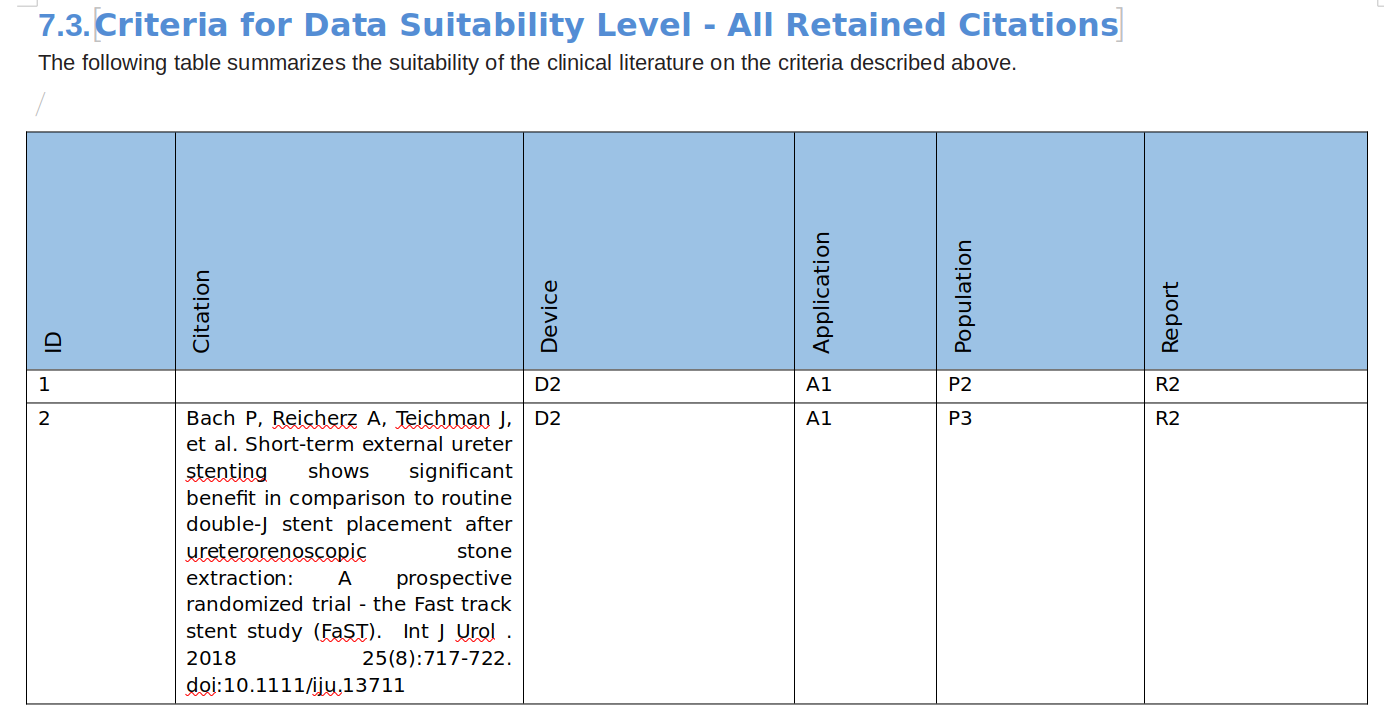 7.3. Criteria for Data Suitability Level - All Retained Citations
The following table summarizes the suitability of the clinical literature on the criteria described above.
/
ID Citation Device Application Population Report
1 D2 A1 P2 R2
2 Bach P, Reicherz A, Teichman J, D2 A1 P3 R2
et al. Short-term external ureter
stenting shows significant
benefit in comparison to routine
double-J stent placement after
ureterorenoscopic stone
extraction: A prospective
randomized trial - the Fast track
stent study (FaST). Int J Urol .
2018 25(8):717-722.
doi:10.1111/iju.13711